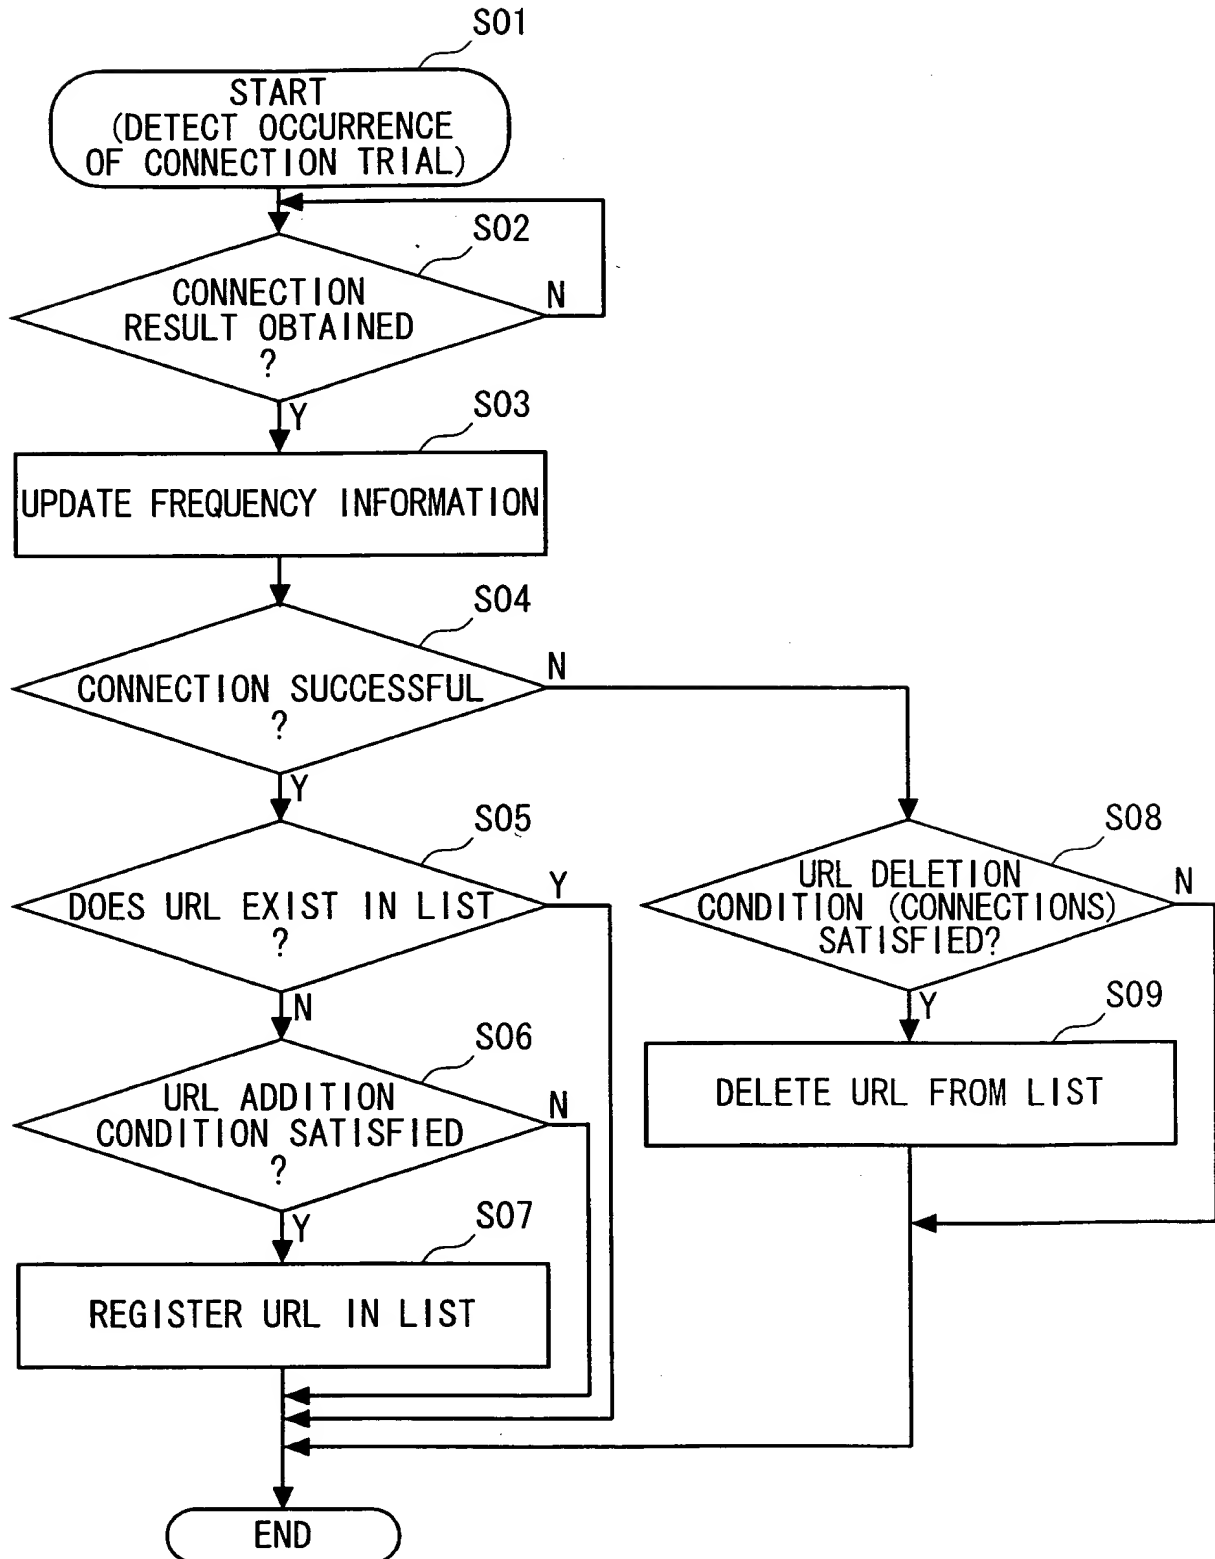 S01
START
(DETECT OCCURRENCE
OF CONNECTION TRIAL)
S02
CONNECTION
RESULT OBTAINED
?
N
Y
S03
UPDATE FREQUENCY INFORMATION
S04
CONNECTION SUCCESSFUL
?
N
Y
S05
DOES URL EXIST IN LIST
?
Y
N
S06
URL ADDITION
CONDITION SATISFIED
?
N
Y
S07
REGISTER URL IN LIST
S08
URL DELETION
CONDITION (CONNECTIONS)
SATISFIED?
N
Y
S09
DELETE URL FROM LIST
END